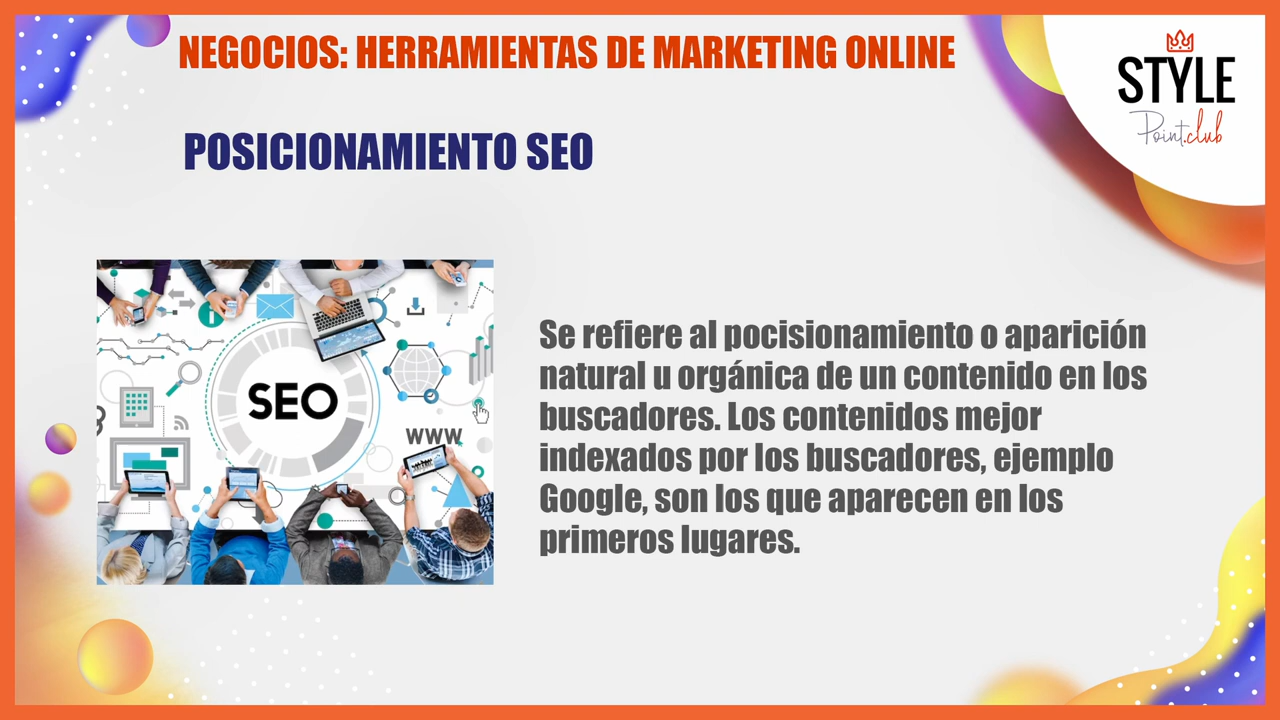 NEGOCIOS: HERRAMIENTAS DE MARKETING ONLINE
STYLE
Point.club
POSICIONAMIENTO SEO
SEO
WWW
Se refiere al pocisionamiento o aparición
natural u orgánica de un contenido en los
buscadores. Los contenidos mejor
indexados por los buscadores, ejemplo
Google, son los que aparecen en los
primeros lugares.